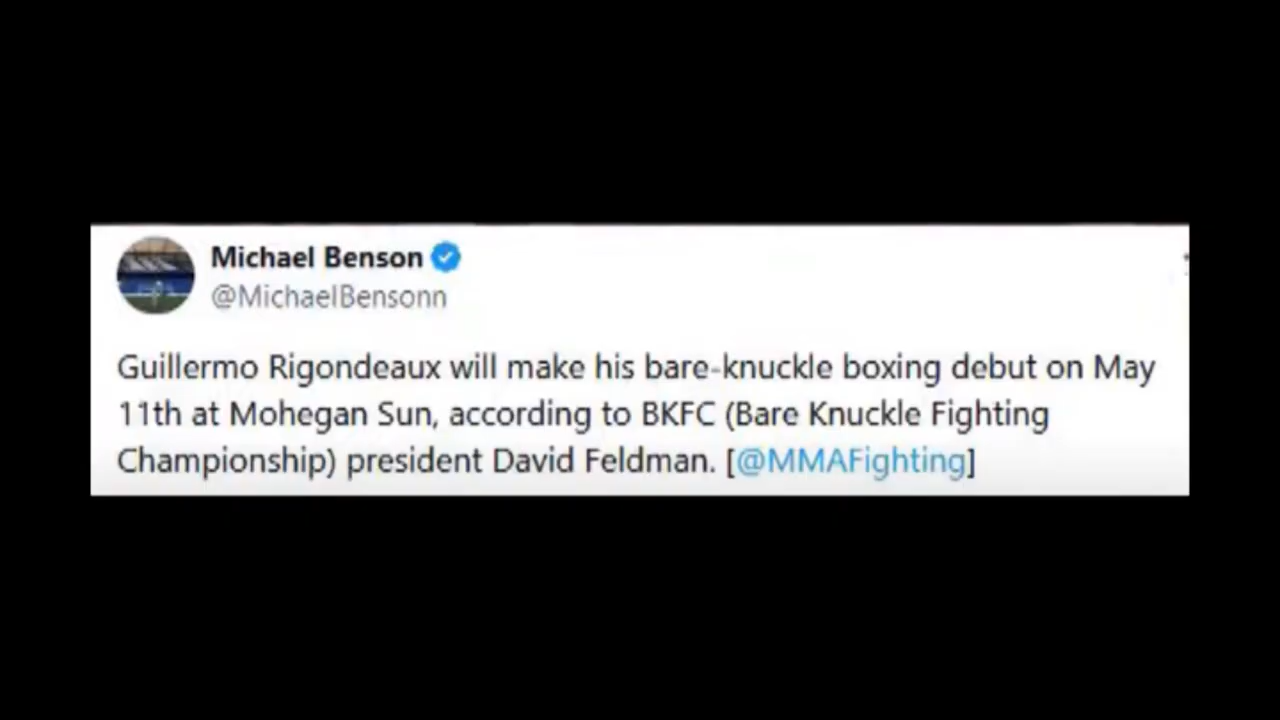 Michael Benson
@MichaelBensonn
Guillermo Rigondeaux will make his bare-knuckle boxing debut on May
11th at Mohegan Sun, according to BKFC (Bare Knuckle Fighting
Championship) president David Feldman. [@MMAFighting]